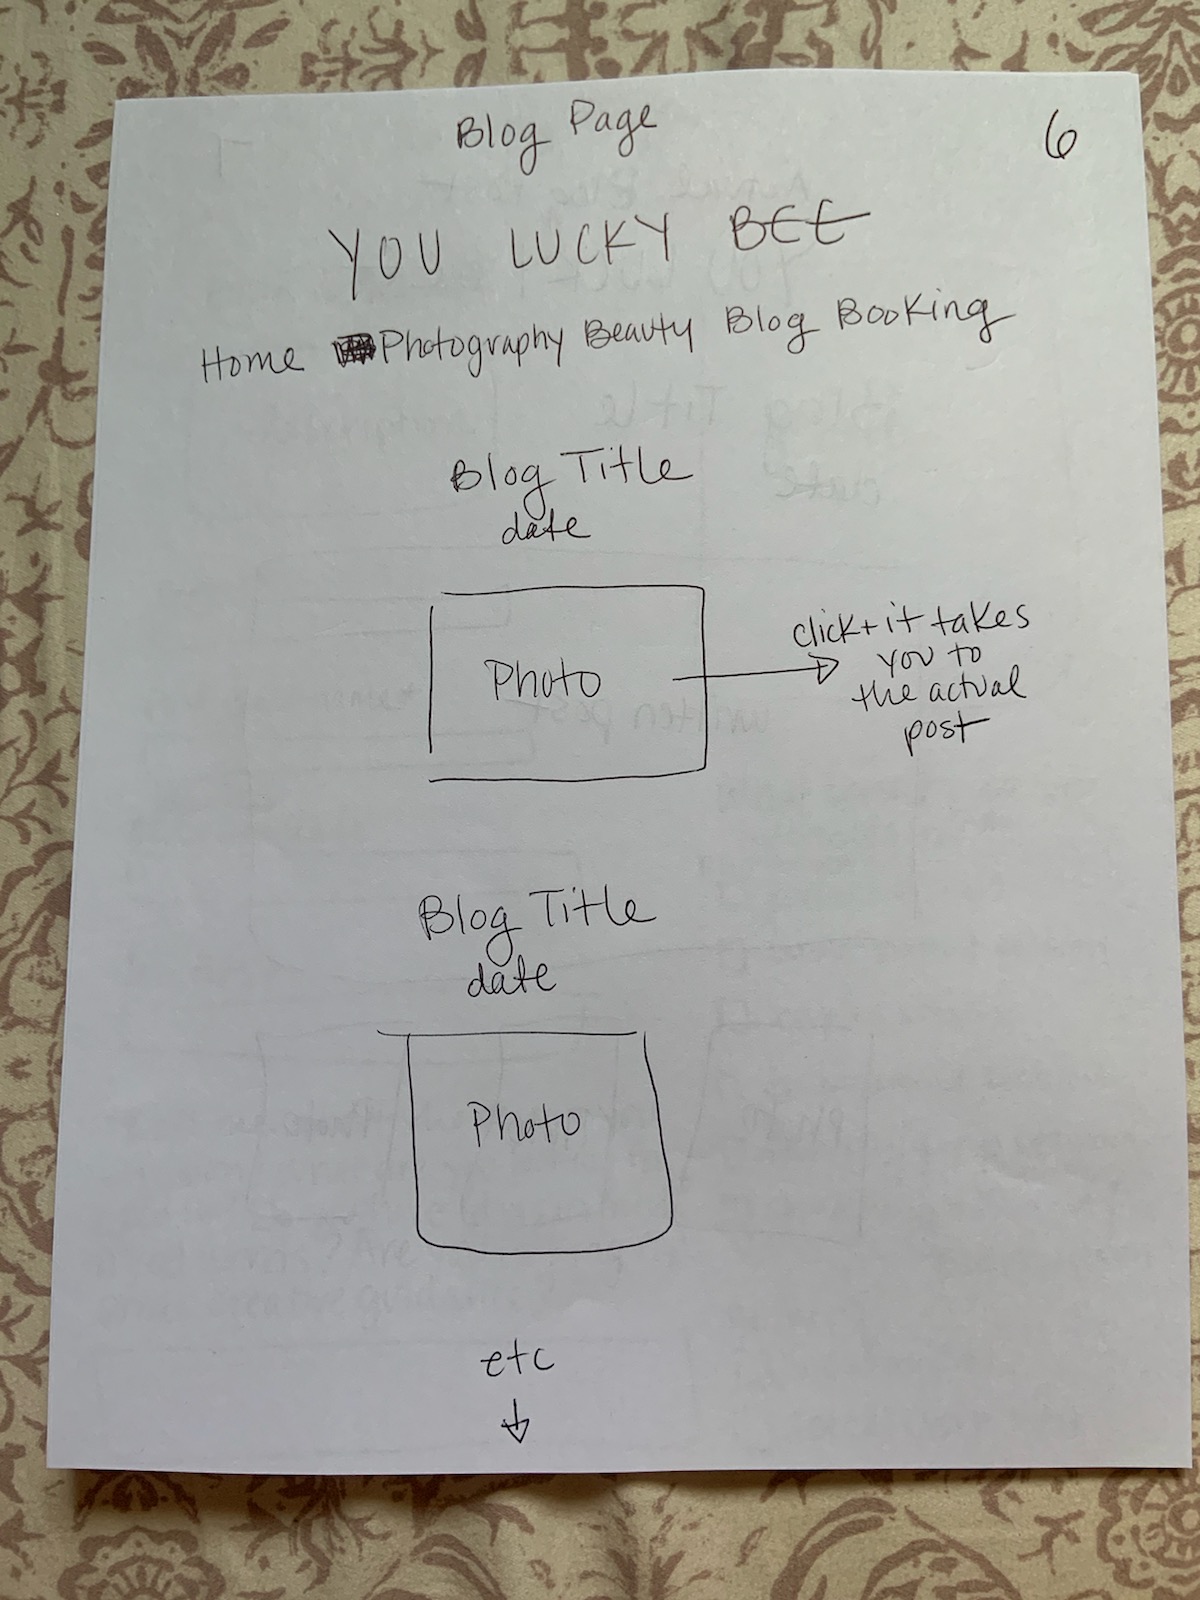 Blog Page
6
YOU LUCKY BEE
Home Photography Beauty Blog Booking
Blog Title
date
Photo
click + it takes
you to
the actual
post
Blog Title
date
Photo
etc